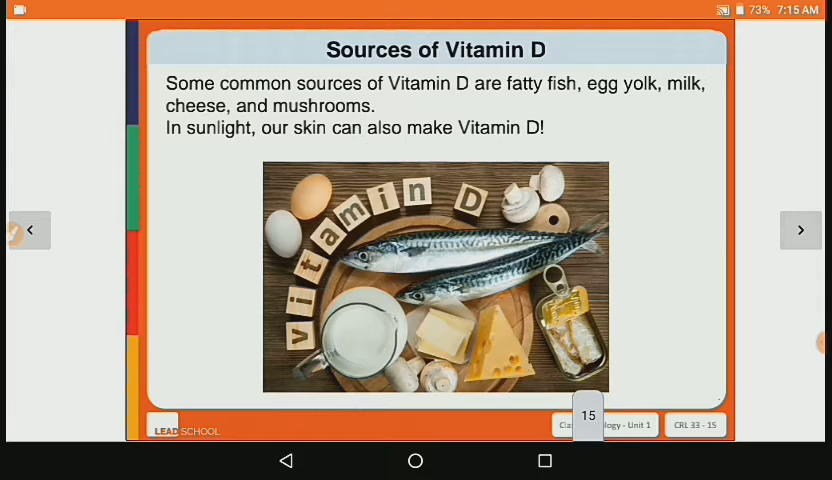 73% 7:15 AM
Sources of Vitamin D
Some common sources of Vitamin D are fatty fish, egg yolk, milk,
cheese, and mushrooms.
In sunlight, our skin can also make Vitamin D!
vitamin D
15
LEAD SCHOOL
- Unit 1
CRL 33 - 15